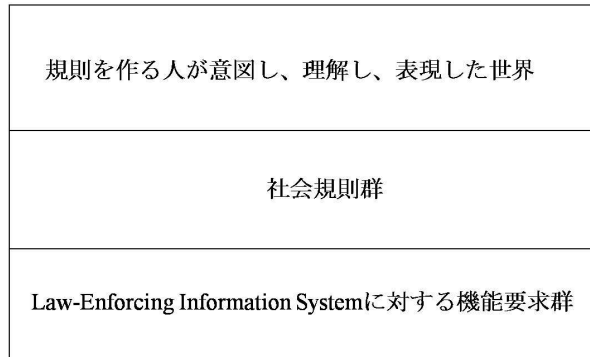 規則を作る人が意図し、理解し、表現した世界
社会規則群
Law-Enforcing Information Systemに対する機能要求群